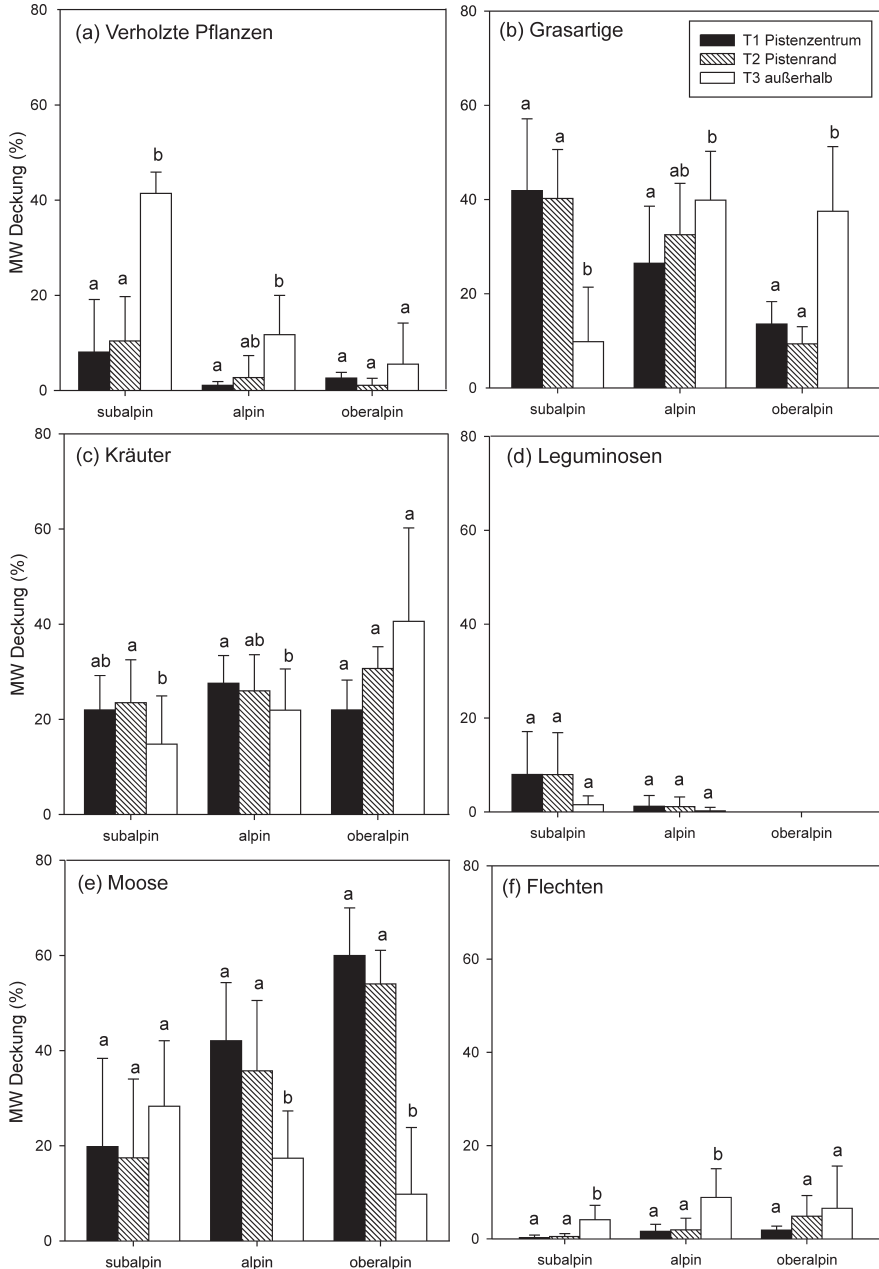 (a) Verholzte Pflanzen
MW Deckung (%)
80
60
40
20
0
a a b
a ab b
a a a
subalpin alpin oberalpin
(b) Grasartige
T1 Pistenzentrum
T2 Pistenrand
T3 außerhalb
80
60
40
20
0
a a b
a ab b
a a b
subalpin alpin oberalpin
(c) Kräuter
MW Deckung (%)
80
60
40
20
0
ab a b
a ab b
a a a
subalpin alpin oberalpin
(d) Leguminosen
80
60
40
20
0
a a a
a a a
subalpin alpin oberalpin
(e) Moose
MW Deckung (%)
80
60
40
20
0
a a a
a a b
a a b
subalpin alpin oberalpin
(f) Flechten
80
60
40
20
0
a a b
a a b
a a a
subalpin alpin oberalpin